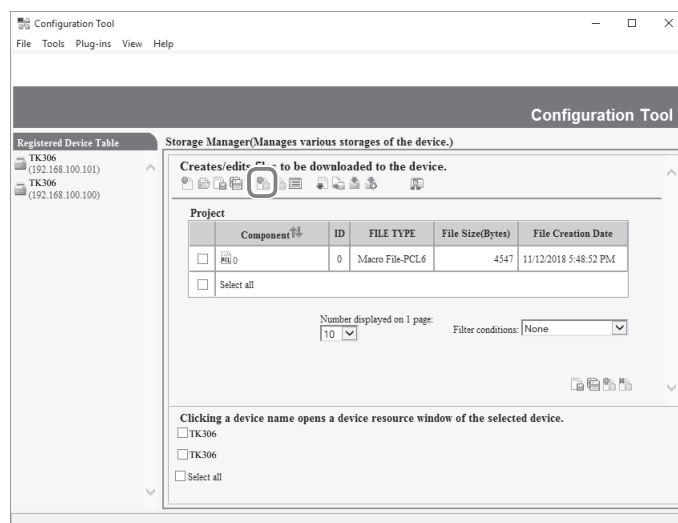 Configuration Tool
File Tools Plug-ins View Help
Configuration Tool
Registered Device Table
TK306
(192.168.100.101)
TK306
(192.168.100.100)
Storage Manager(Manages various storages of the device.)
Creates/edits files to be downloaded to the device.
Project
Component ID FILE TYPE File Size(Bytes) File Creation Date
0 0 Macro File-PCL6 4547 11/12/2018 5:48:52 PM
Select all
Number displayed on 1 page:
10
Filter conditions: None
Clicking a device name opens a device resource window of the selected device.
TK306
TK306
Select all